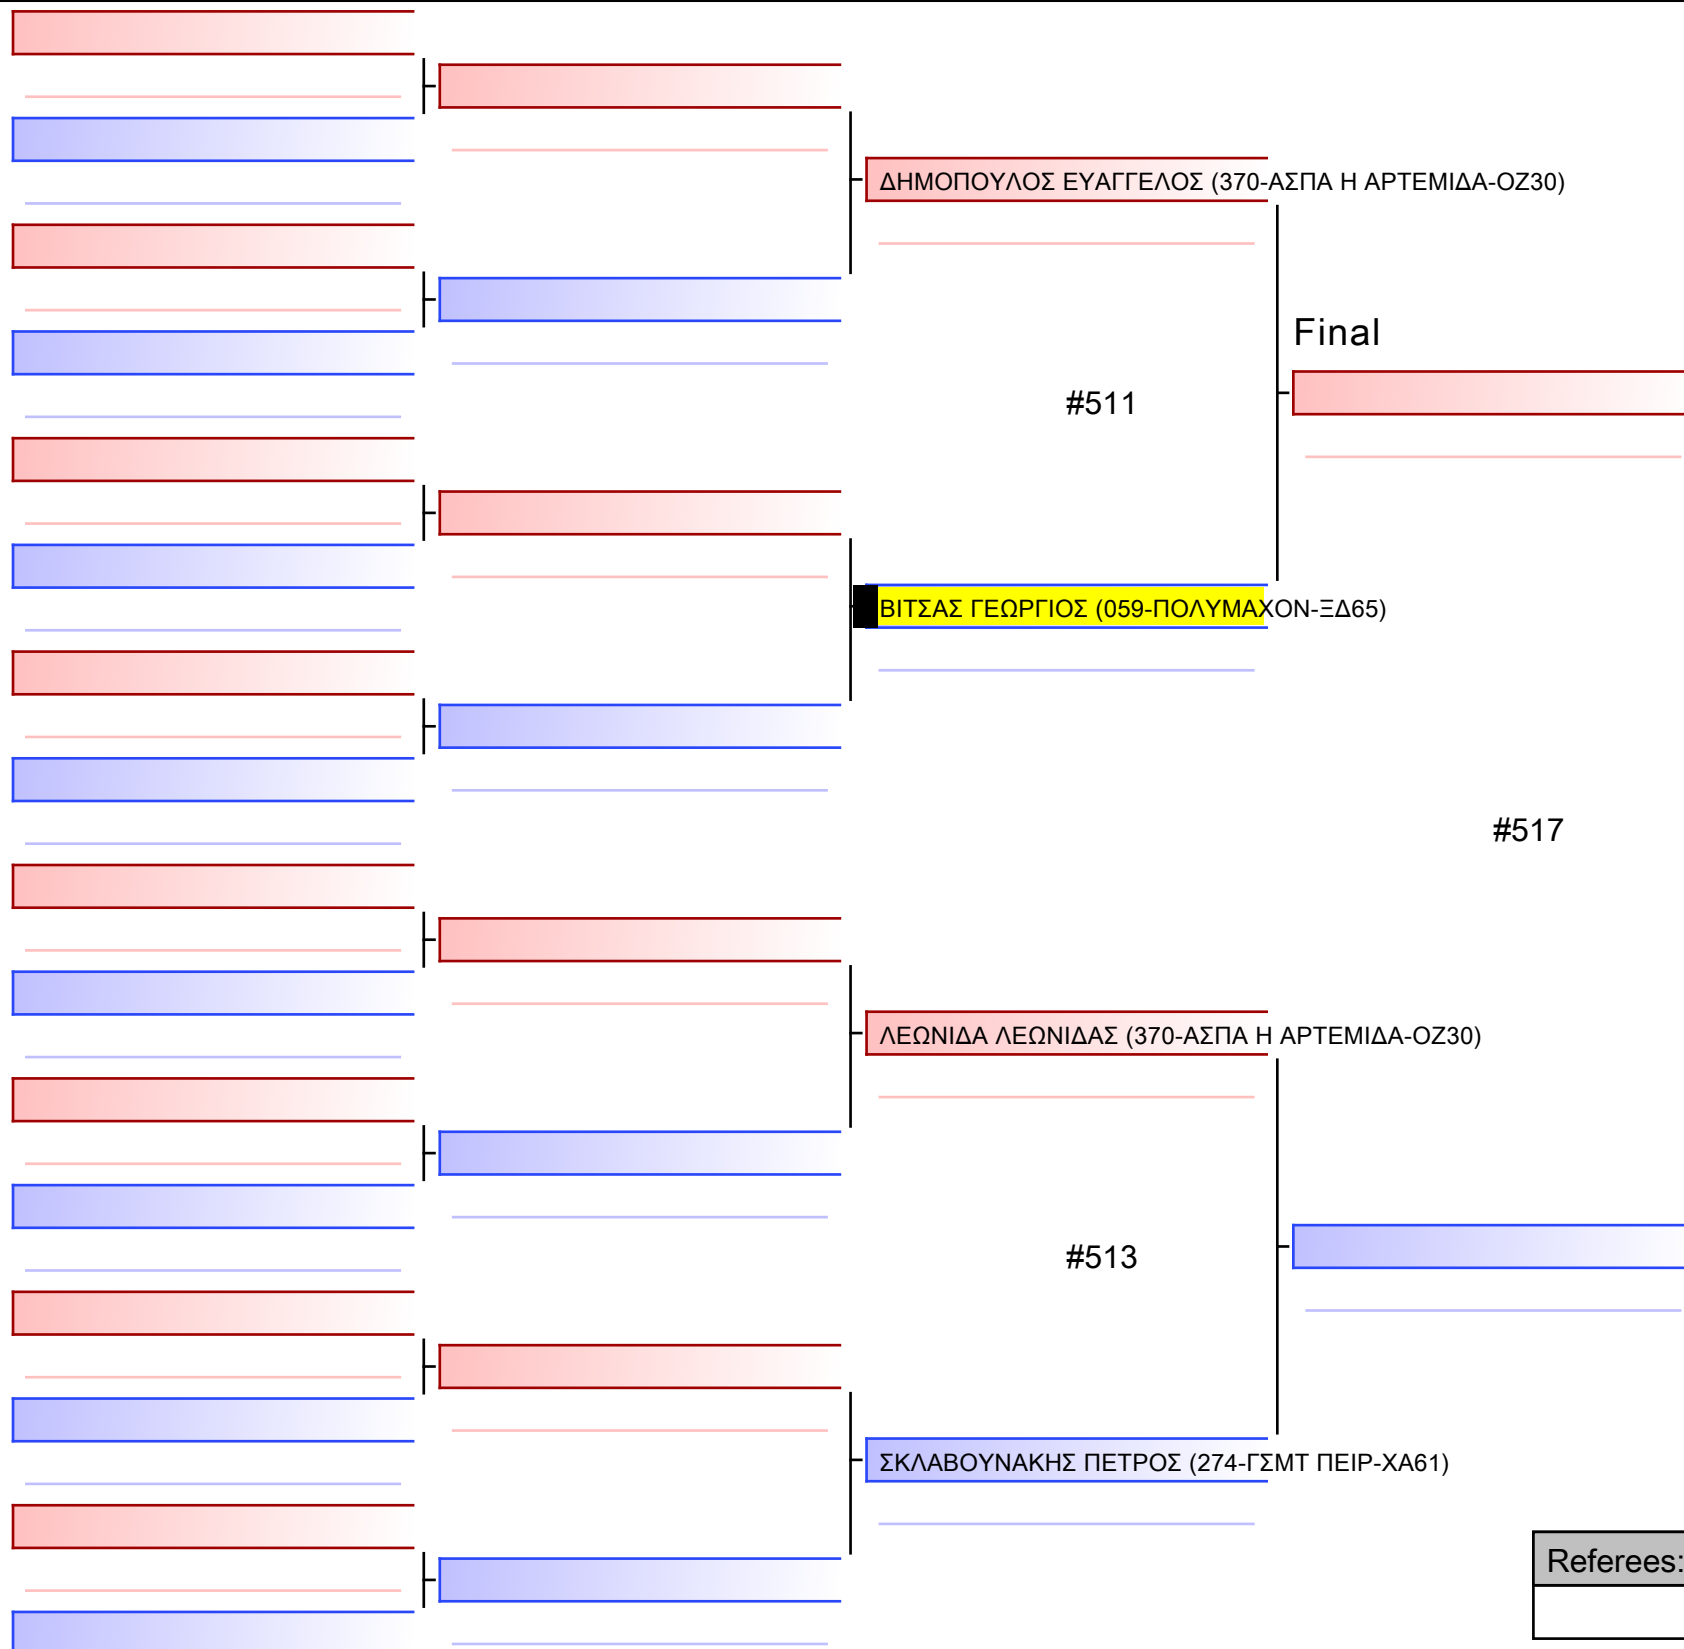 ΔΗΜΟΠΟΥΛΟΣ ΕΥΑΓΓΕΛΟΣ (370-ΑΣΠΑ Η ΑΡΤΕΜΙΔΑ-ΟΖ30)
Final
#511
ΒΙΤΣΑΣ ΓΕΩΡΓΙΟΣ (059-ΠΟΛΥΜΑΧΟΝ-ΞΔ65)
#517
ΛΕΩΝΙΔΑ ΛΕΩΝΙΔΑΣ (370-ΑΣΠΑ Η ΑΡΤΕΜΙΔΑ-ΟΖ30)
#513
ΣΚΛΑΒΟΥΝΑΚΗΣ ΠΕΤΡΟΣ (274-ΓΣΜΤ ΠΕΙΡ-ΧΑ61)
Referees: